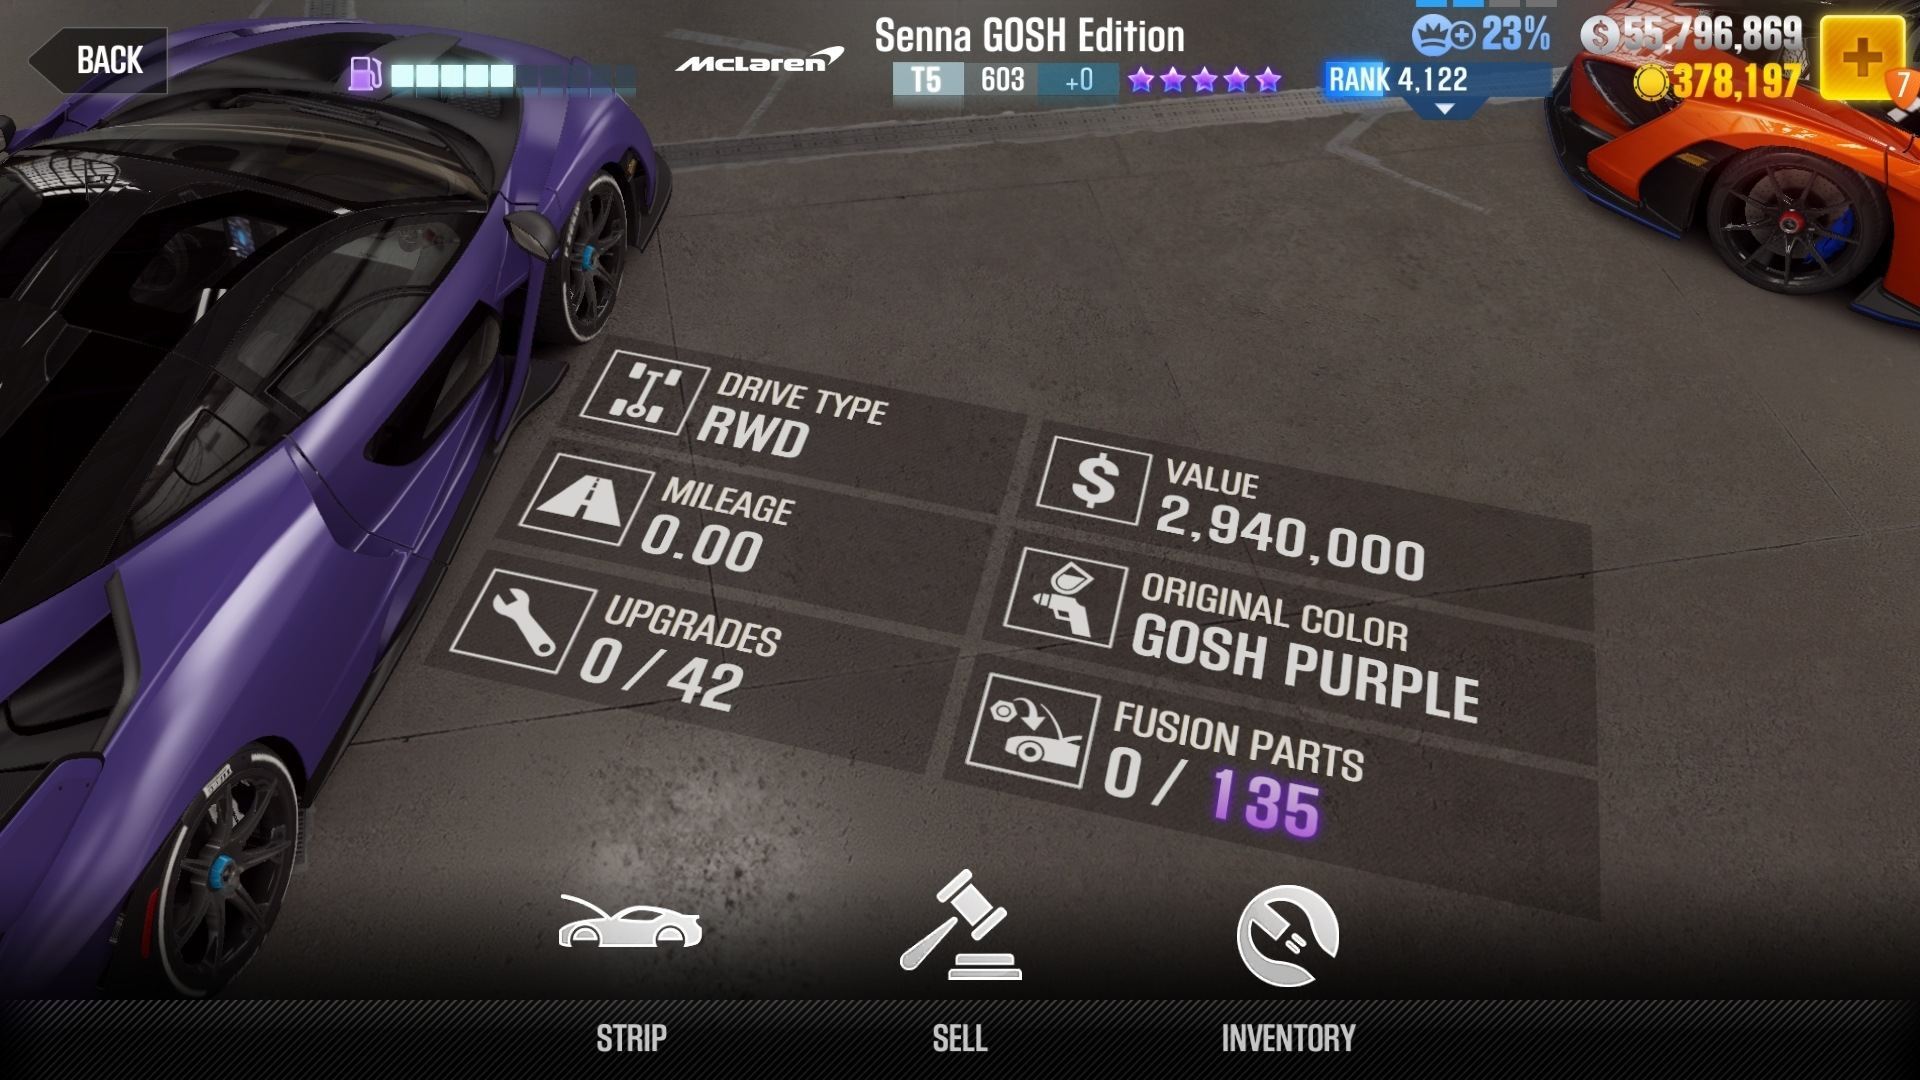 BACK
McLaren
Senna GOSH Edition
T5 603 +0
RANK 4,122
23%
55,796,869
378,197
7
DRIVE TYPE
RWD
MILEAGE
0.00
UPGRADES
0 / 42
$
VALUE
2,940,000
ORIGINAL COLOR
GOSH PURPLE
FUSION PARTS
0 / 135
STRIP
SELL
INVENTORY